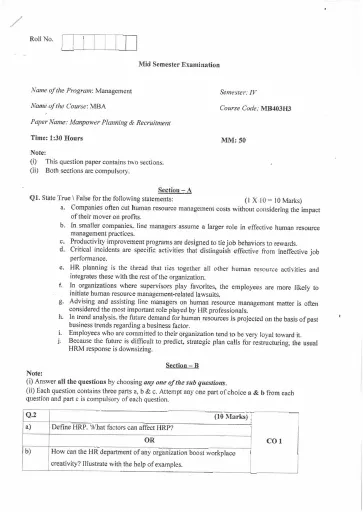 Roll No.
Mid Semester Examination
Name of the Program: Management Semester: IV
Name of the Course: MBA Course Code: MB403H3
Paper Name: Manpower Planning & Recruitment
Time: 1:30 Hours MM: 50
Note:
(i) This question paper contains two sections.
(ii) Both sections are compulsory.
Section – A
Q1. State True \ False for the following statements: (1 X 10 = 10 Marks)
a. Companies often cut human resource management costs without considering the impact
of their mover on profits.
b. In smaller companies, line managers assume a larger role in effective human resource
management practices.
c. Productivity improvement programs are designed to tie job behaviors to rewards.
d. Critical incidents are specific activities that distinguish effective from ineffective job
performance.
e. HR planning is the thread that ties together all other human resource activities and
integrates these with the rest of the organization.
f. In organizations where supervisors play favorites, the employees are more likely to
initiate human resource management-related lawsuits.
g. Advising and assisting line managers on human resource management matter is often
considered the most important role played by HR professionals.
h. In trend analysis, the future demand for human resources is projected on the basis of past
business trends regarding a business factor.
i. Employees who are committed to their organization tend to be very loyal toward it.
j. Because the future is difficult to predict, strategic plan calls for restructuring, the usual
HRM response is downsizing.
Section – B
Note:
(i) Answer all the questions by choosing any one of the sub questions.
(ii) Each question contains three parts a, b & c. Attempt any one part of choice a & b from each
question and part c is compulsory of each question.
Q.2 (10 Marks)
a) Define HRP. What factors can affect HRP?
OR CO 1
b) How can the HR department of any organization boost workplace
creativity? Illustrate with the help of examples.